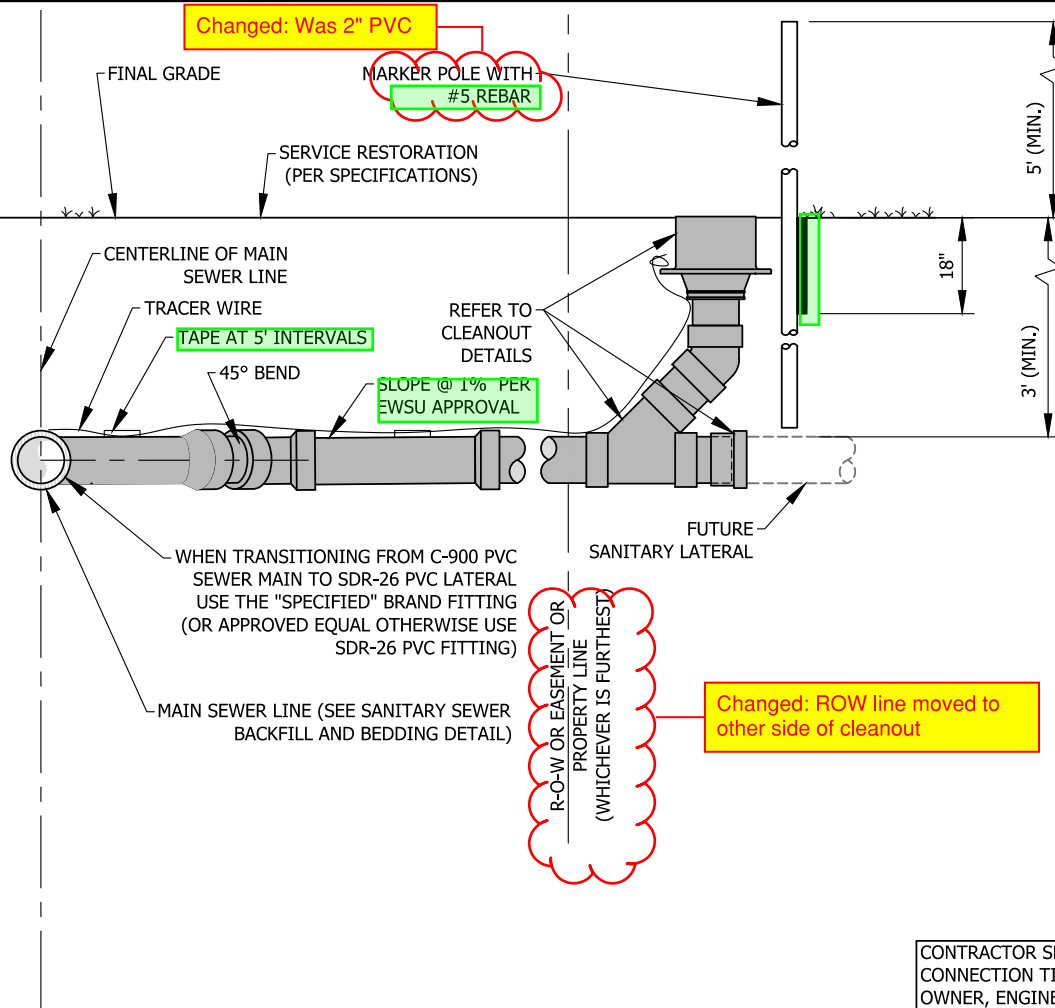 Changed: Was 2" PVC
FINAL GRADE
MARKER POLE WITH
#5 REBAR
5' (MIN.)
SERVICE RESTORATION
(PER SPECIFICATIONS)
CENTERLINE OF MAIN
SEWER LINE
18"
TRACER WIRE
REFER TO
CLEANOUT
DETAILS
TAPE AT 5' INTERVALS
3' (MIN.)
45° BEND
SLOPE @ 1% PER
EWSU APPROVAL
FUTURE
SANITARY LATERAL
WHEN TRANSITIONING FROM C-900 PVC
SEWER MAIN TO SDR-26 PVC LATERAL
USE THE "SPECIFIED" BRAND FITTING
(OR APPROVED EQUAL OTHERWISE USE
SDR-26 PVC FITTING)
R-O-W OR EASEMENT OR
PROPERTY LINE
(WHICHEVER IS FURTHEST)
MAIN SEWER LINE (SEE SANITARY SEWER
BACKFILL AND BEDDING DETAIL)
Changed: ROW line moved to
other side of cleanout
CONTRACTOR
CONNECTION
OWNER,